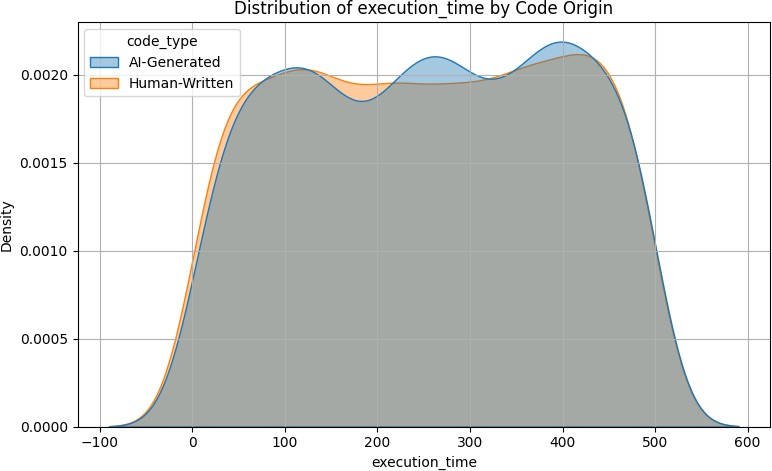 Distribution of execution_time by Code Origin
code_type
AI-Generated
Human-Written
Density
0.0020
0.0015
0.0010
0.0005
0.0000
−100
0
100
200
300
400
500
600
execution_time